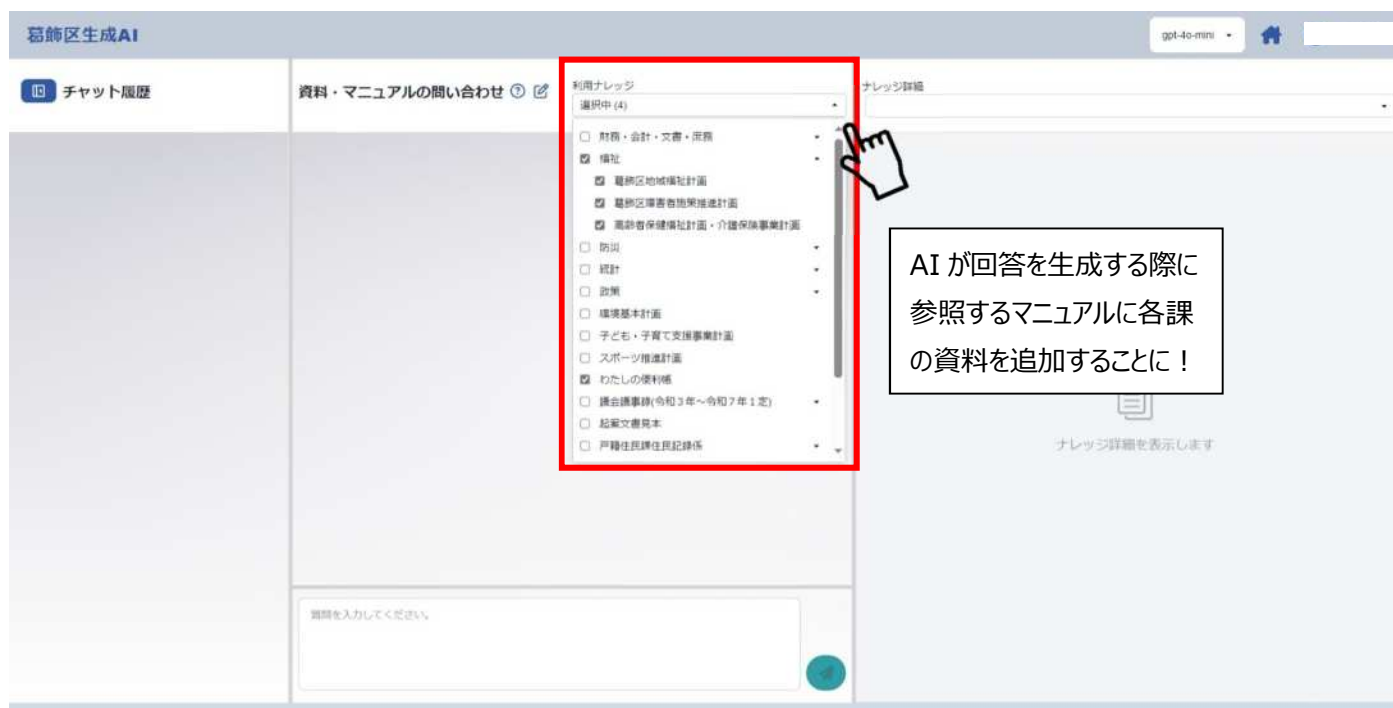 葛飾区生成AI
gpt-4o-mini
チャット履歴
資料・マニュアルの問い合わせ
利用ナレッジ
選択中 (4)
ナレッジ詳細
財務・会計・文書・庶務
福祉
葛飾区地域福祉計画
葛飾区障害者施策推進計画
高齢者保健福祉計画・介護保険事業計画
防災
統計
政策
環境基本計画
子ども・子育て支援事業計画
スポーツ推進計画
わたしの便利帳
議会議事録(令和3年~令和7年1定)
起案文書見本
戸籍住民課住民記録係
AI が回答を生成する際に
参照するマニュアルに各課
の資料を追加することに！
ナレッジ詳細を表示します
質問を入力してください。